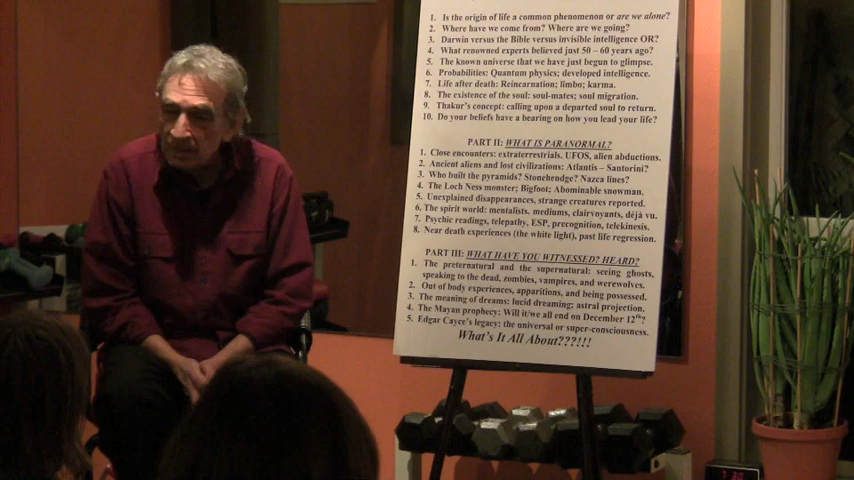 1. Is the origin of life a common phenomenon or are we alone?
2. Where have we come from? Where are we going?
3. Darwin versus the Bible versus invisible intelligence OR?
4. What renowned experts believed just 50 – 60 years ago?
5. The known universe that we have just begun to glimpse.
6. Probabilities: Quantum physics; developed intelligence.
7. Life after death: Reincarnation; limbo; karma.
8. The existence of the soul: soul-mates; soul migration.
9. Thakur's concept: calling upon a departed soul to return.
10. Do your beliefs have a bearing on how you lead your life?
PART II: WHAT IS PARANORMAL?
1. Close encounters: extraterrestrials. UFOS, alien abductions.
2. Ancient aliens and lost civilizations: Atlantis – Santorini?
3. Who built the pyramids? Stonehedge? Nazca lines?
4. The Loch Ness monster; Bigfoot; Abominable snowman.
5. Unexplained disappearances, strange creatures reported.
6. The spirit world: mentalists. mediums, clairvoyants, déjà vu.
7. Psychic readings, telepathy, ESP, precognition, telekinesis.
8. Near death experiences (the white light), past life regression.
PART III: WHAT HAVE YOU WITNESSED? HEARD?
1. The preternatural and the supernatural: seeing ghosts,
speaking to the dead, zombies, vampires, and werewolves.
2. Out of body experiences, apparitions, and being possessed.
3. The meaning of dreams: lucid dreaming; astral projection.
4. The Mayan prophecy: Will it/we all end on December 12th?
5. Edgar Cayce's legacy: the universal or super-consciousness.
What's It All About???!!!